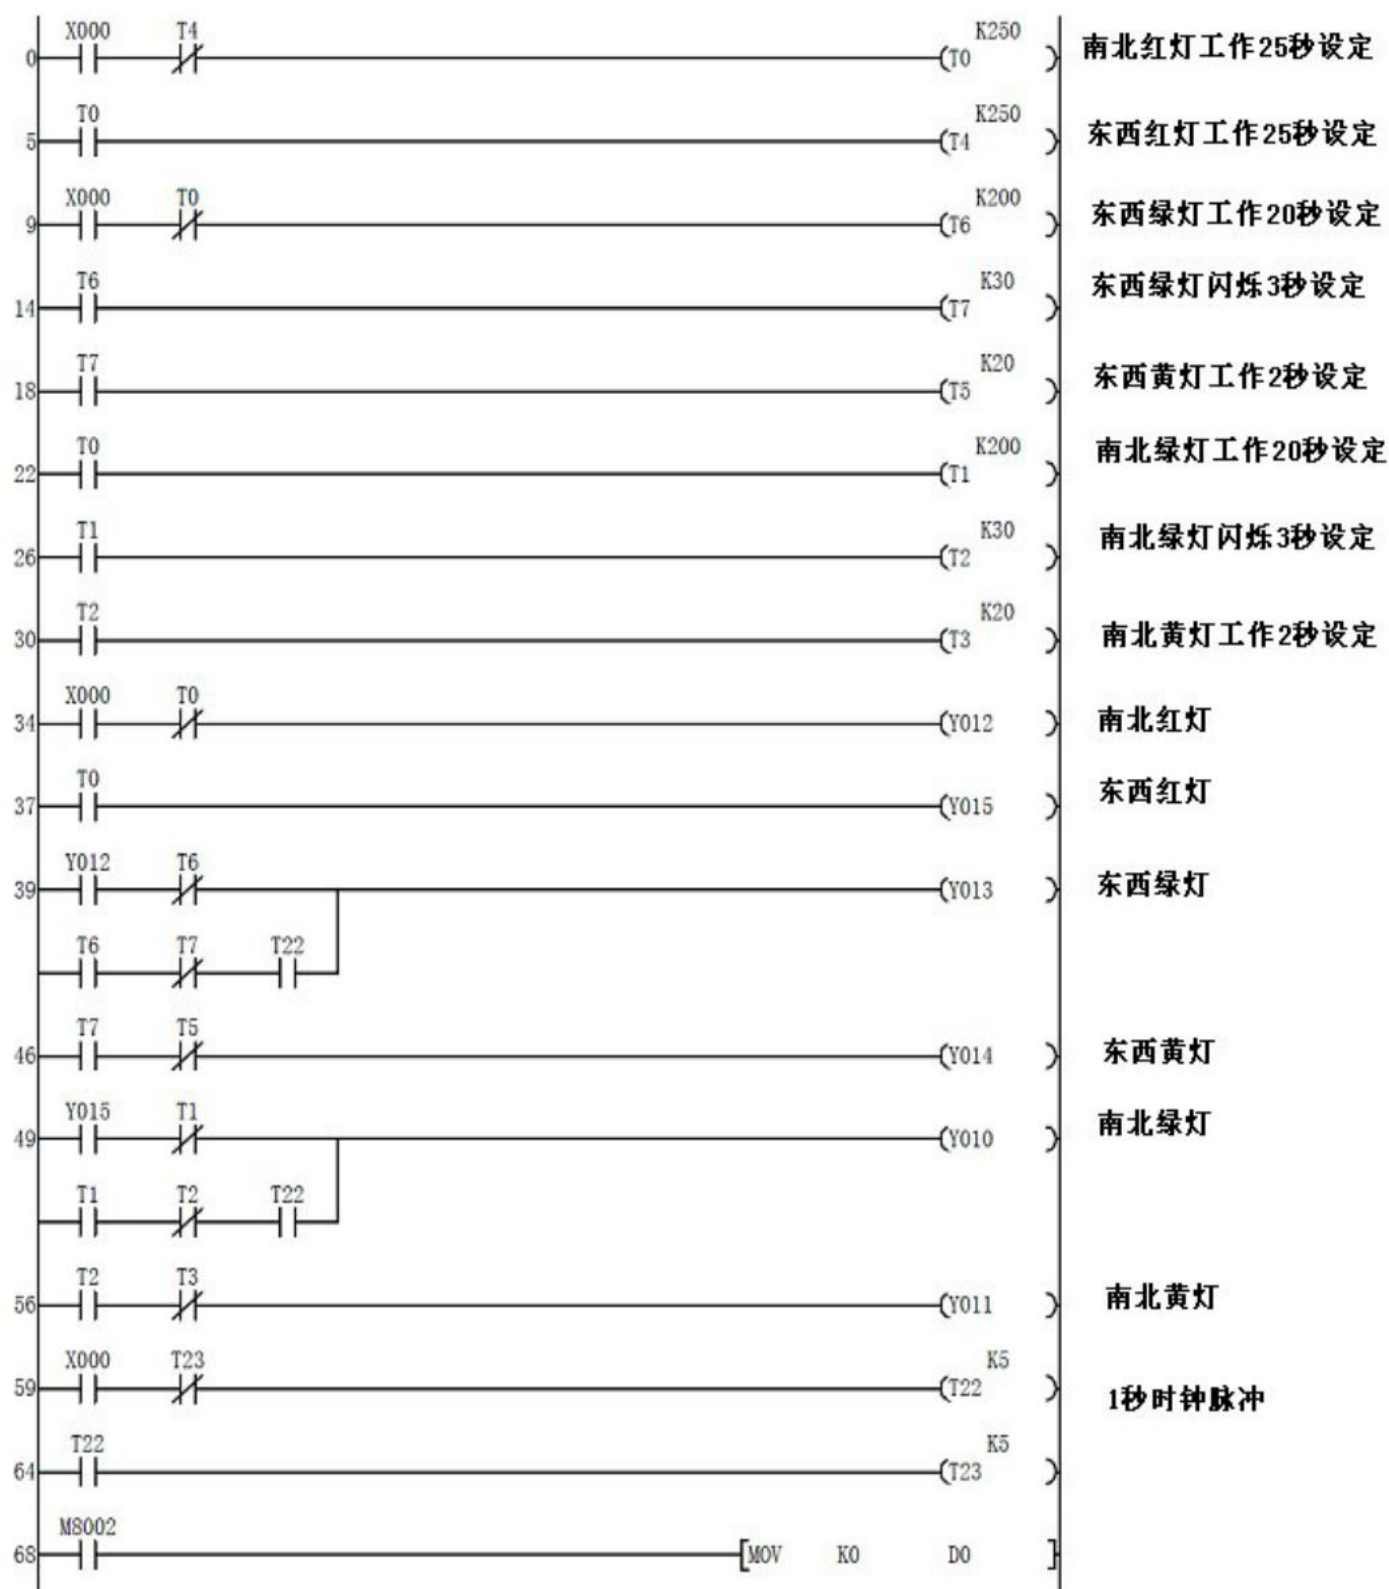 X000 T4 K250
0 (T0 ) 南北红灯工作25秒设定
T0 K250
5 (T4 ) 东西红灯工作25秒设定
X000 T0 K200
9 (T6 ) 东西绿灯工作20秒设定
T6 K30
14 (T7 ) 东西绿灯闪烁3秒设定
T7 K20
18 (T5 ) 东西黄灯工作2秒设定
T0 K200
22 (T1 ) 南北绿灯工作20秒设定
T1 K30
26 (T2 ) 南北绿灯闪烁3秒设定
T2 K20
30 (T3 ) 南北黄灯工作2秒设定
X000 T0
34 (Y012 ) 南北红灯
T0
37 (Y015 ) 东西红灯
Y012 T6
39 (Y013 ) 东西绿灯
T6 T7 T22
T7 T5
46 (Y014 ) 东西黄灯
Y015 T1
49 (Y010 ) 南北绿灯
T1 T2 T22
T2 T3
56 (Y011 ) 南北黄灯
X000 T23 K5
59 (T22 ) 1秒时钟脉冲
T22 K5
64 (T23 )
M8002
68 [MOV K0 D0 ]